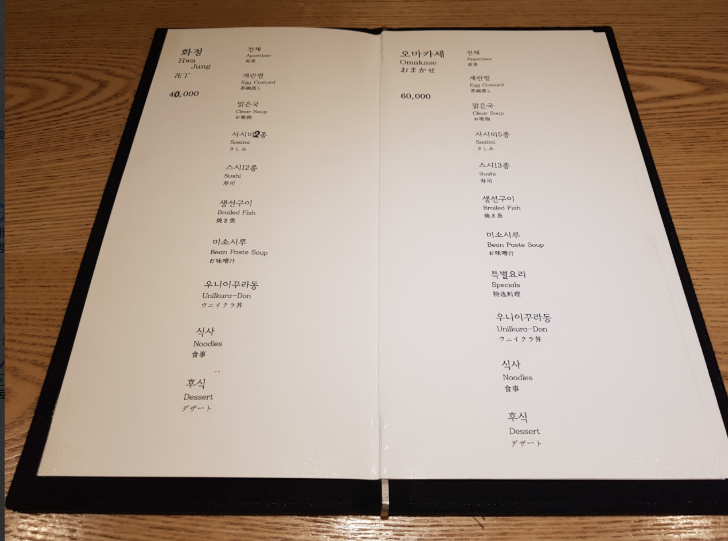 화정
Hwa
Jung
花丁
40,000
전채
Appetizer
前菜
계란찜
Egg Custard
茶碗蒸し
맑은국
Clear Soup
お吸物
사시미2종
Sasimi
さしみ
스시12종
Sushi
寿司
생선구이
Broiled Fish
焼き魚
미소시루
Bean Paste Soup
お味噌汁
우니이꾸라동
UniIkura-Don
ウニイクラ丼
식사
Noodles
食事
후식
Dessert
デザート
오마카세
Omakase
おまかせ
60,000
전채
Appetizer
前菜
계란찜
Egg Custard
茶碗蒸し
맑은국
Clear Soup
お吸物
사시미5종
Sasimi
さしみ
스시13종
Sushi
寿司
생선구이
Broiled Fish
焼き魚
미소시루
Bean Paste Soup
お味噌汁
특별요리
Specials
特选料理
우니이꾸라동
UniIkura-Don
ウニイクラ丼
식사
Noodles
食事
후식
Dessert
デザート